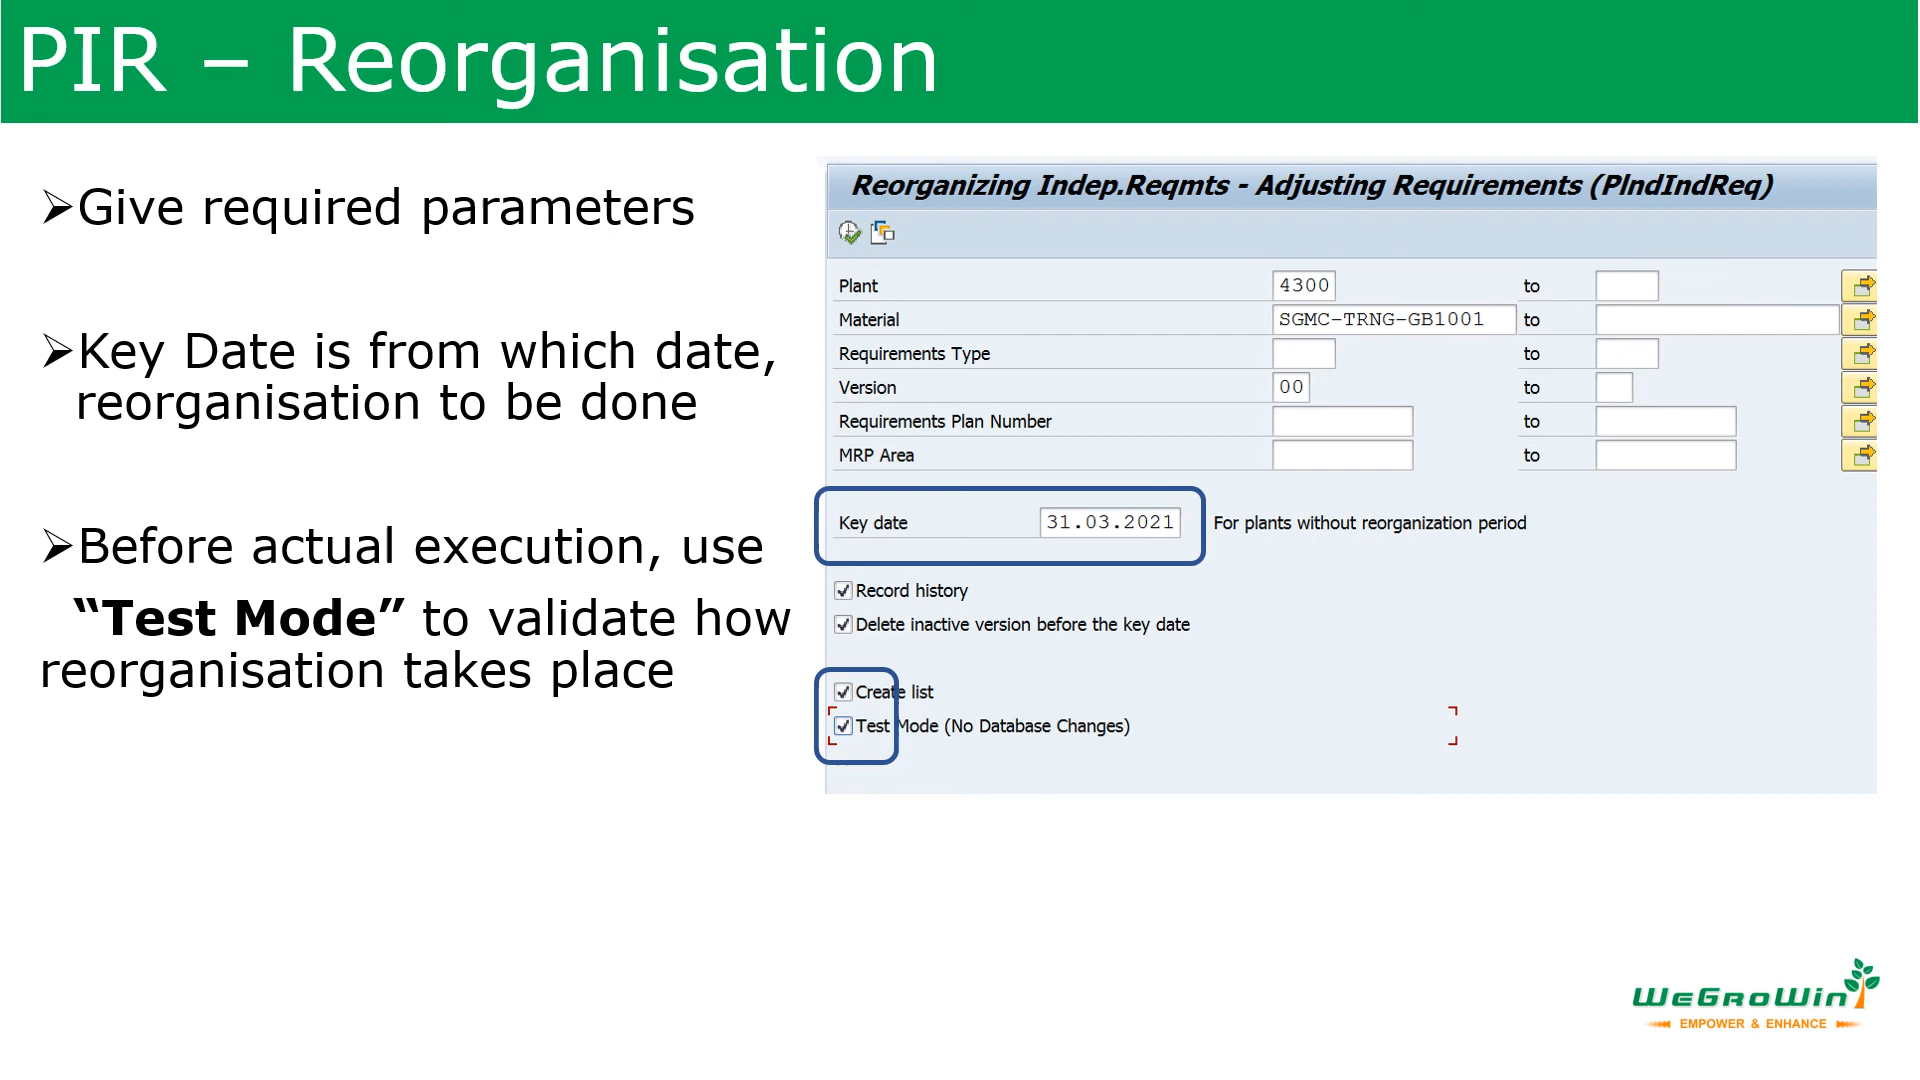 PIR – Reorganisation
➢Give required parameters
➢Key Date is from which date,
reorganisation to be done
➢Before actual execution, use
“Test Mode” to validate how
reorganisation takes place
Reorganizing Indep.Reqmts - Adjusting Requirements (PlndIndReq)
Plant 4300 to
Material SGMC-TRNG-GB1001 to
Requirements Type to
Version 00 to
Requirements Plan Number to
MRP Area to
Key date 31.03.2021 For plants without reorganization period
Record history
Delete inactive version before the key date
Create list
Test Mode (No Database Changes)
WeGroWin
EMPOWER & ENHANCE